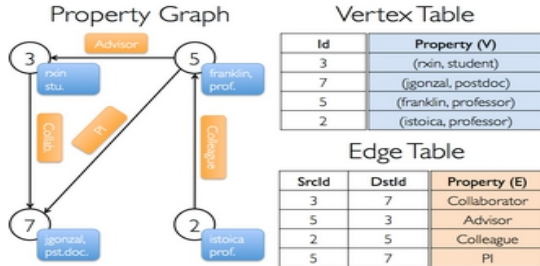 Property Graph
3
rxin
stu.
Advisor
5
franklin,
prof.
Collab.
PI
Colleague
7
jgonzal,
pst.doc.
2
istoica
prof.
Vertex Table
Id Property (V)
3 (rxin, student)
7 (jgonzal, postdoc)
5 (franklin, professor)
2 (istoica, professor)
Edge Table
SrcId DstId Property (E)
3 7 Collaborator
5 3 Advisor
2 5 Colleague
5 7 PI